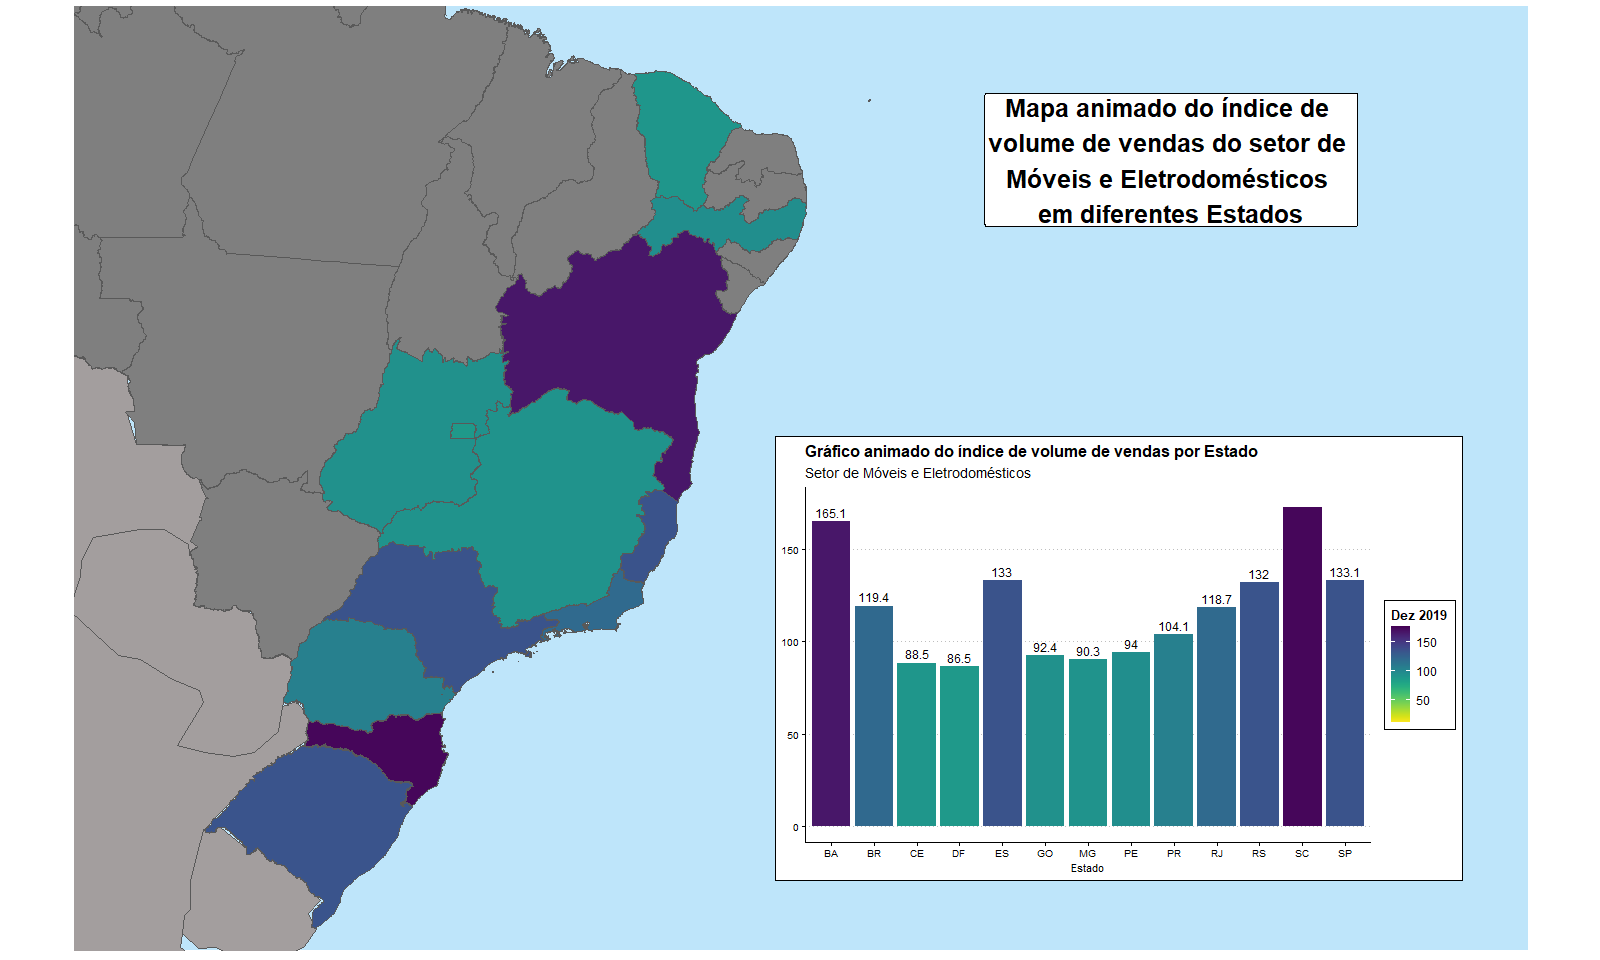 Mapa animado do índice de
volume de vendas do setor de
Móveis e Eletrodomésticos
em diferentes Estados
Gráfico animado do índice de volume de vendas por Estado
Setor de Móveis e Eletrodomésticos
165.1
119.4
88.5
86.5
133
92.4
90.3
94
104.1
118.7
132
133.1
150
100
50
0
BA BR CE DF ES GO MG PE PR RJ RS SC SP
Estado
Dez 2019
150
100
50